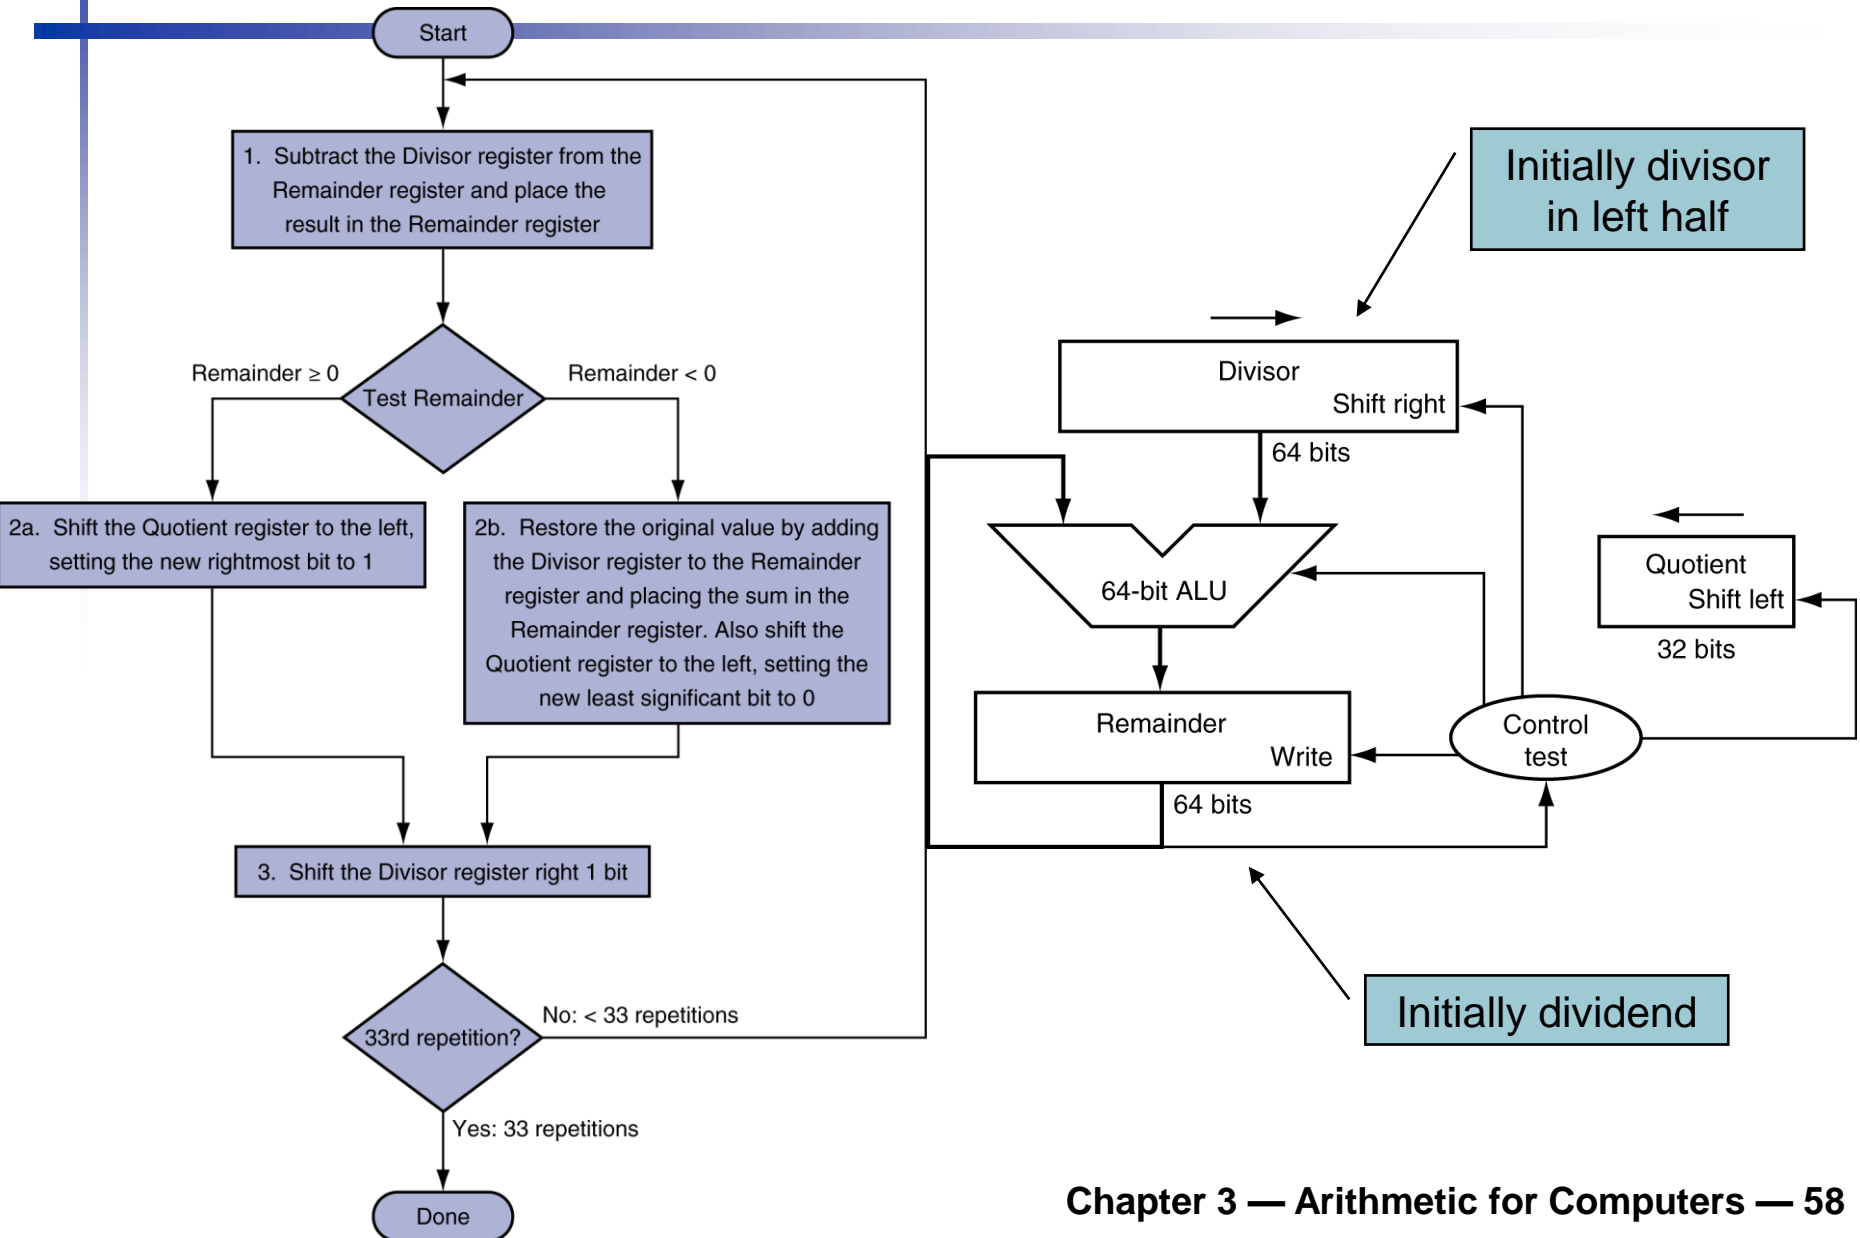 Start
1. Subtract the Divisor register from the
Remainder register and place the
result in the Remainder register
Remainder ≥ 0
Test Remainder
Remainder < 0
2a. Shift the Quotient register to the left,
setting the new rightmost bit to 1
2b. Restore the original value by adding
the Divisor register to the Remainder
register and placing the sum in the
Remainder register. Also shift the
Quotient register to the left, setting the
new least significant bit to 0
3. Shift the Divisor register right 1 bit
33rd repetition?
No: < 33 repetitions
Yes: 33 repetitions
Done
Initially divisor
in left half
Divisor
Shift right
64 bits
64-bit ALU
Quotient
Shift left
32 bits
Remainder
Write
64 bits
Control
test
Initially dividend
Chapter 3 — Arithmetic for Computers — 58